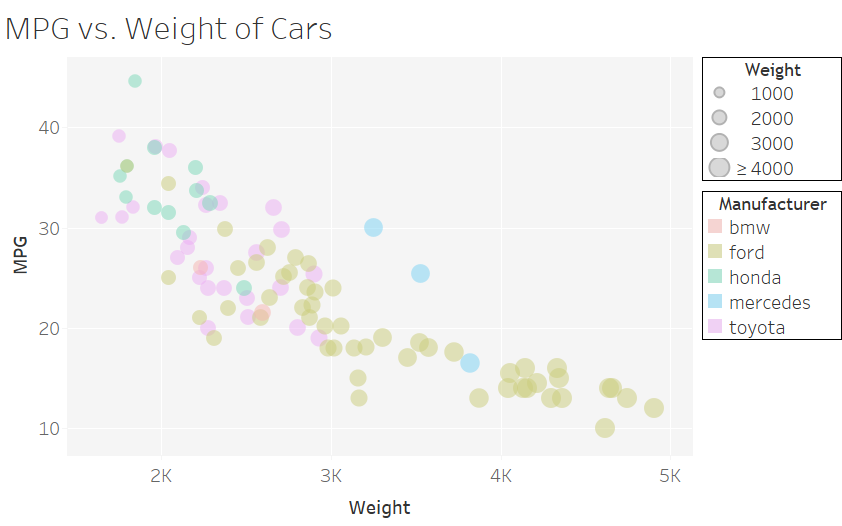 MPG vs. Weight of Cars
Weight
1000
2000
3000
≥ 4000
Manufacturer
bmw
ford
honda
mercedes
toyota
MPG
40
30
20
10
2K 3K 4K 5K
Weight